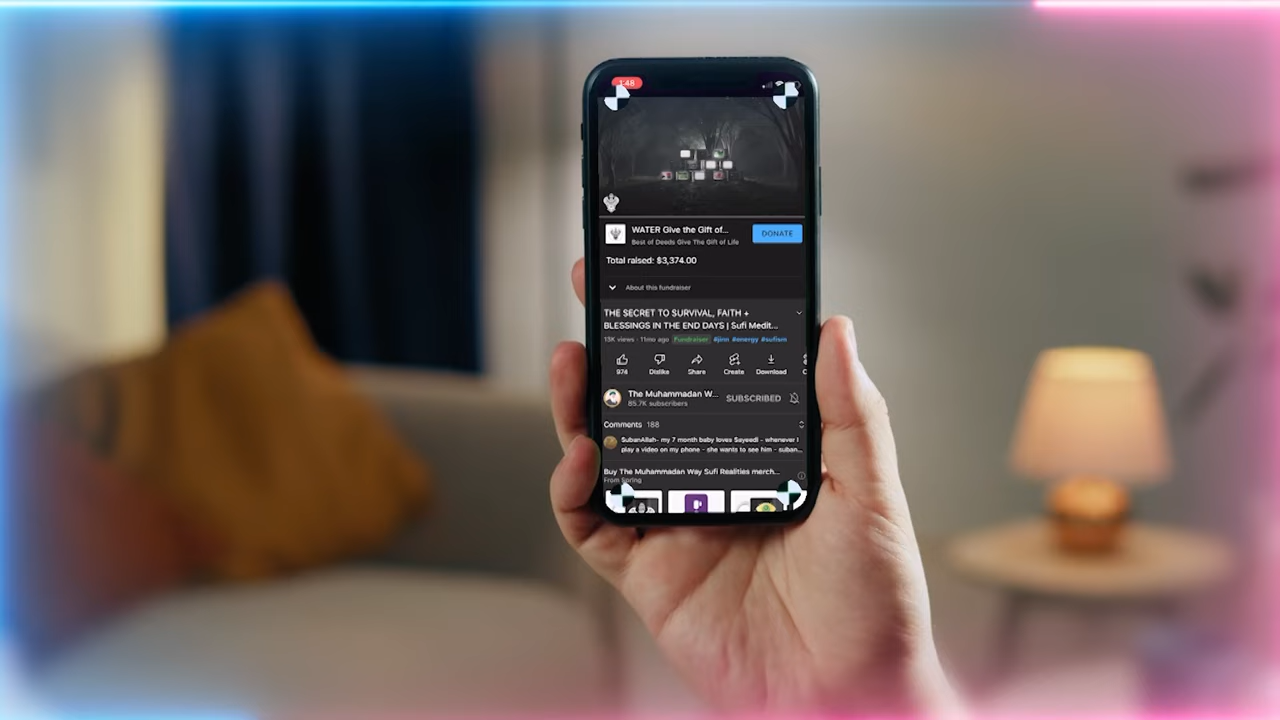 1:48
WATER Give the Gift of...
Best of Deeds Give The Gift of Life
DONATE
Total raised: $3,374.00
About this fundraiser
THE SECRET TO SURVIVAL, FAITH +
BLESSINGS IN THE END DAYS | Sufi Medit...
13K views · 11mo ago Fundraiser #jinn #energy #sufism
974 Dislike Share Create Download C
The Muhammadan W...
85.7K subscribers
SUBSCRIBED
Comments 188
SubanAllah- my 7 month baby loves Sayeedi - whenever I
play a video on my phone - she wants to see him - suban...
Buy The Muhammadan Way Sufi Realities merch...
From Spring